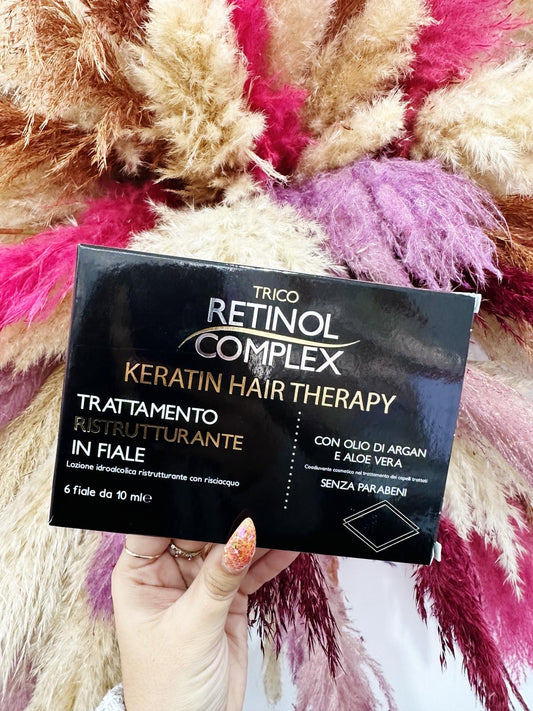 TRICO
RETINOL
COMPLEX
KERATIN HAIR THERAPY
TRATTAMENTO
RISTRUTTURANTE
IN FIALE
Lozione idroalcolica ristrutturante con risciacquo
6 fiale da 10 ml℮
CON OLIO DI ARGAN
E ALOE VERA
Coadiuvante cosmetico nel trattamento dei capelli trattati
SENZA PARABENI